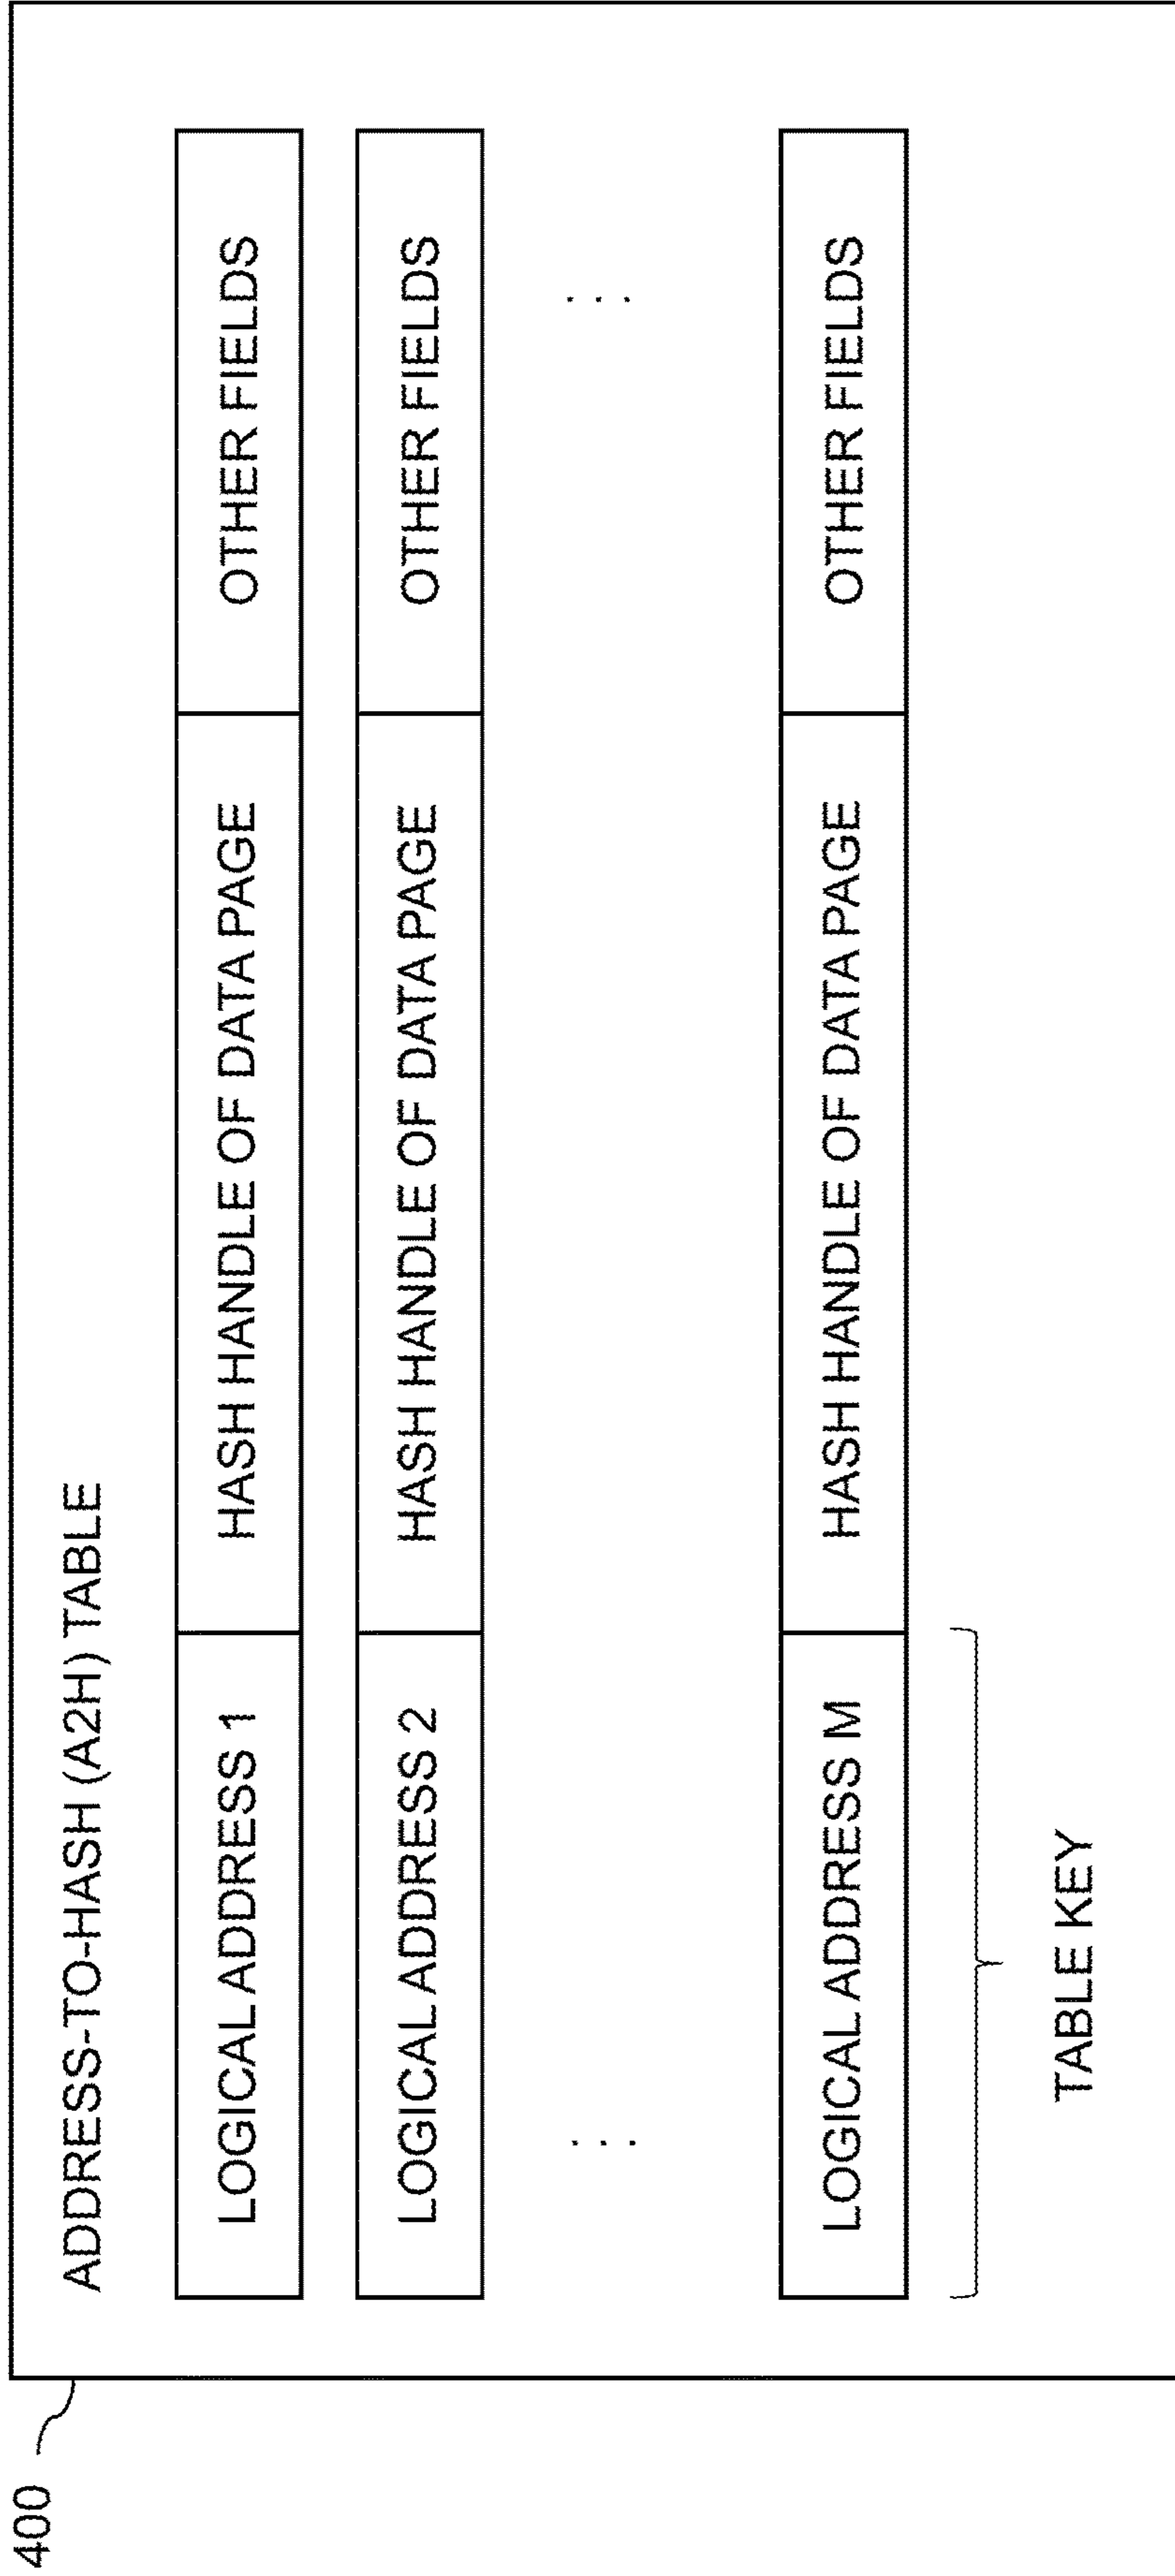 400
ADDRESS-TO-HASH (A2H) TABLE
LOGICAL ADDRESS 1 HASH HANDLE OF DATA PAGE OTHER FIELDS
LOGICAL ADDRESS 2 HASH HANDLE OF DATA PAGE OTHER FIELDS
. . . . . .
LOGICAL ADDRESS M HASH HANDLE OF DATA PAGE OTHER FIELDS
TABLE KEY